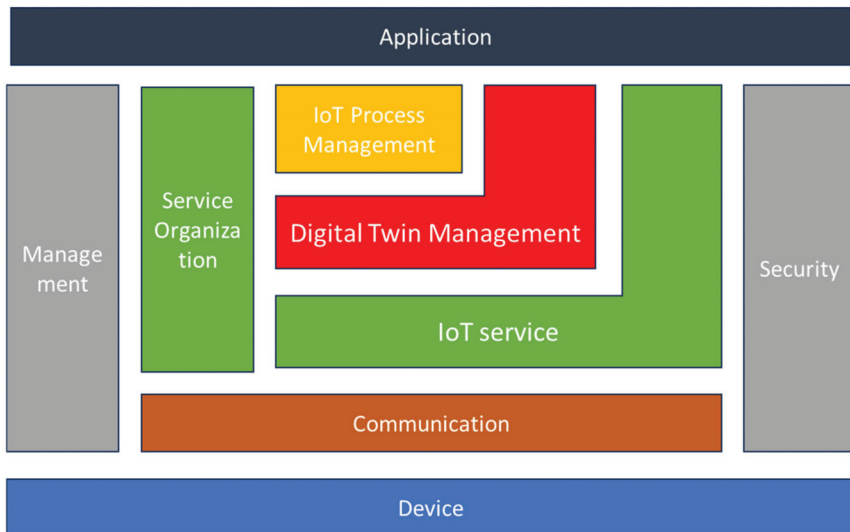 Application
IoT Process
Management
Service
Organiza
tion
Digital Twin Management
Manage
ment
Security
IoT service
Communication
Device